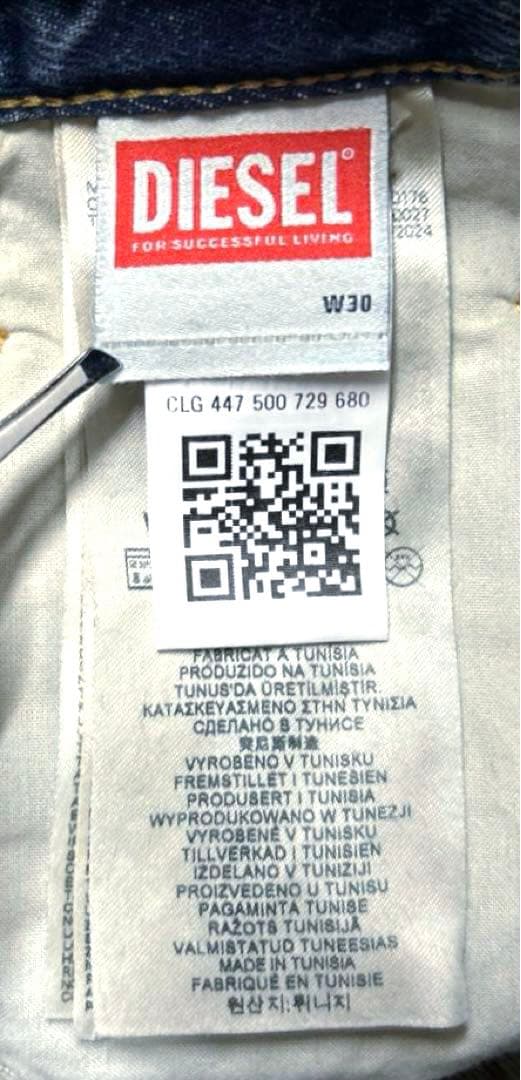 DIESEL
FOR SUCCESSFUL LIVING
W30
2024
CLG 447 500 729 680
FABRICAT A TUNISIA
PRODUZIDO NA TUNÍSIA
TUNUS'DA ÜRETİLMİŞTİR.
ΚΑΤΑΣΚΕΥΑΣΜΕΝΟ ΣΤΗΝ ΤΥΝΙΣΙΑ
СДЕЛАНО В ТУНИСЕ
突尼斯制造
VYROBENO V TUNISKU
FREMSTILLET I TUNESIEN
PRODUSERT I TUNISIA
WYPRODUKOWANO W TUNEZJI
VYROBENÉ V TUNISKU
TILLVERKAD I TUNISIEN
IZDELANO V TUNIZIJI
PROIZVEDENO U TUNISU
PAGAMINTA TUNISE
RAŽOTS TUNISIJĀ
VALMISTATUD TUNEESIAS
MADE IN TUNISIA
FABRIQUÉ EN TUNISIE
원산지:튀니지